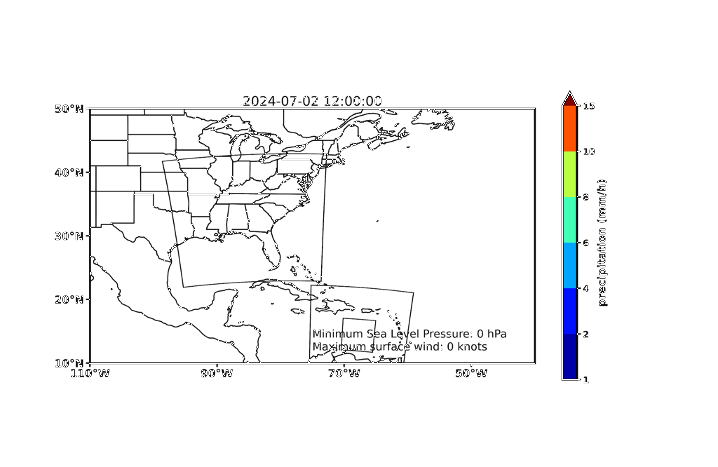 2024-07-02 12:00:00
50°N
40°N
30°N
20°N
10°N
110°W
90°W
70°W
50°W
Minimum Sea Level Pressure: 0 hPa
Maximum surface wind: 0 knots
15
10
8
6
4
2
1
precipitation (mm/h)